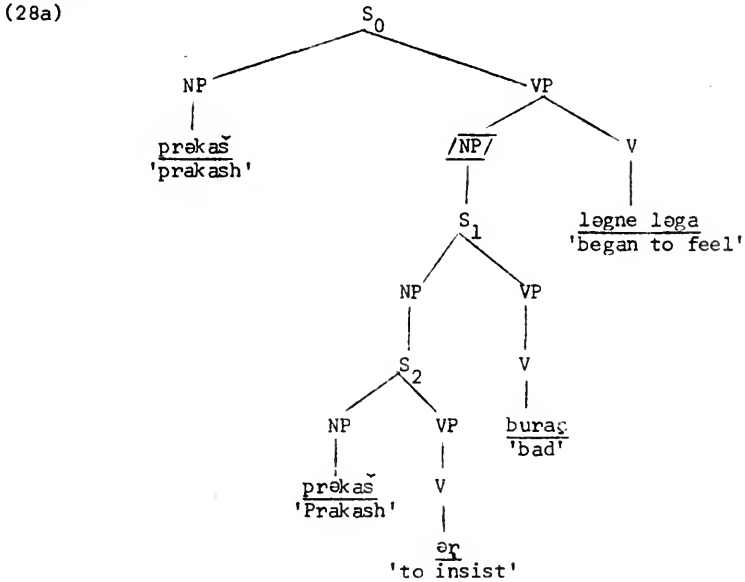 (28a)
S0
NP VP
prəkaš̌ /NP/ V
'prakash'
S1 ləgne ləga
'began to feel'
NP VP
S2 V
NP VP buraç
'bad'
prəkaš̌ V
'Prakash'
əṛ
'to insist'